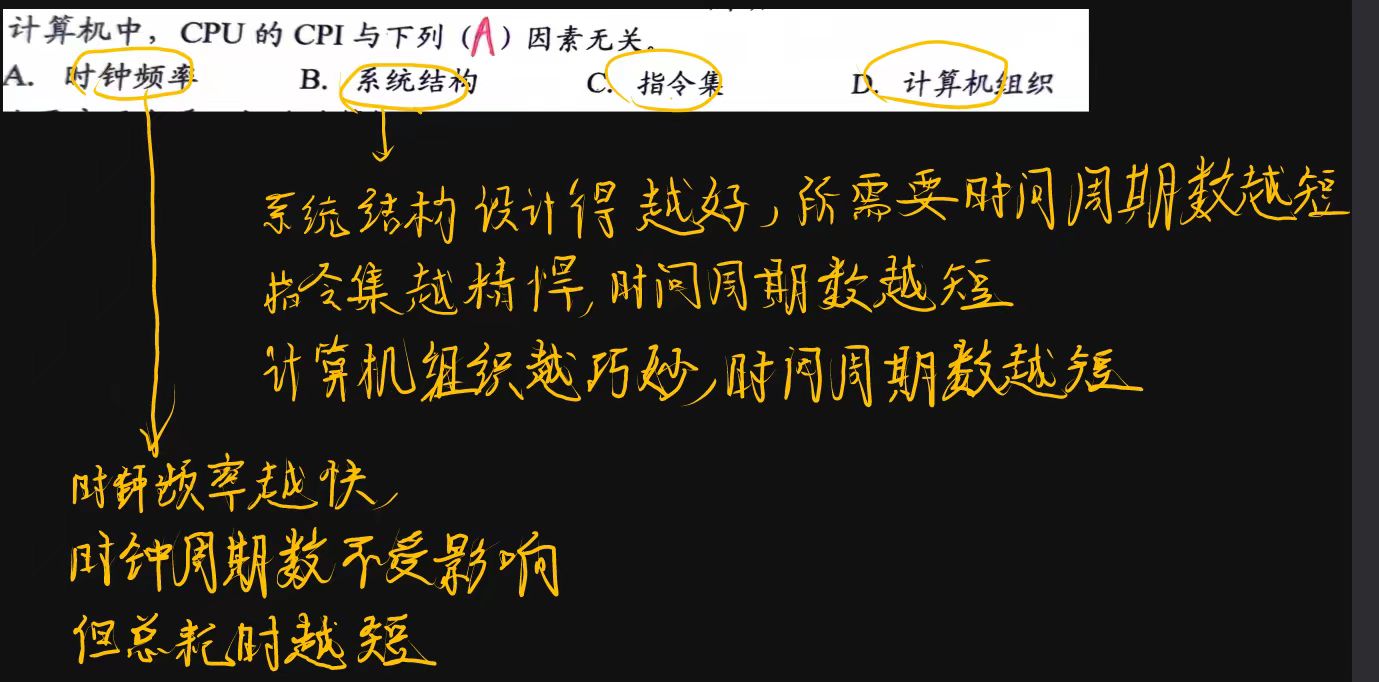 计算机中，CPU 的 CPI 与下列（A）因素无关。
A. 时钟频率 B. 系统结构 C. 指令集 D. 计算机组织
系统结构设计得越好，所需要时间周期数越短
指令集越精悍，时间周期数越短
计算机组织越巧妙，时间周期数越短
时钟频率越快，
时钟周期数不受影响
但总耗时越短